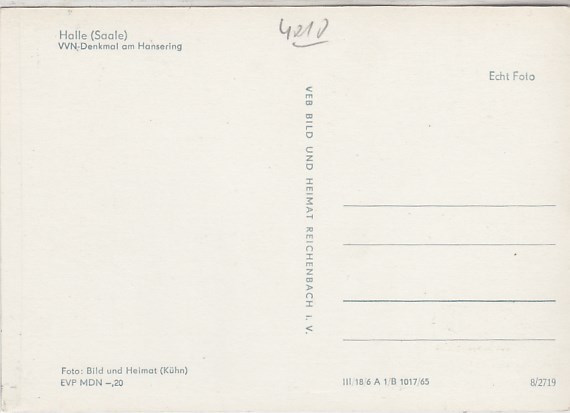 Halle (Saale)
VVN-Denkmal am Hansering
4010
Echt Foto
VEB BILD UND HEIMAT REICHENBACH i. V.
Foto: Bild und Heimat (Kühn)
EVP MDN –,20
III/18/6 A 1/B 1017/65
8/2719